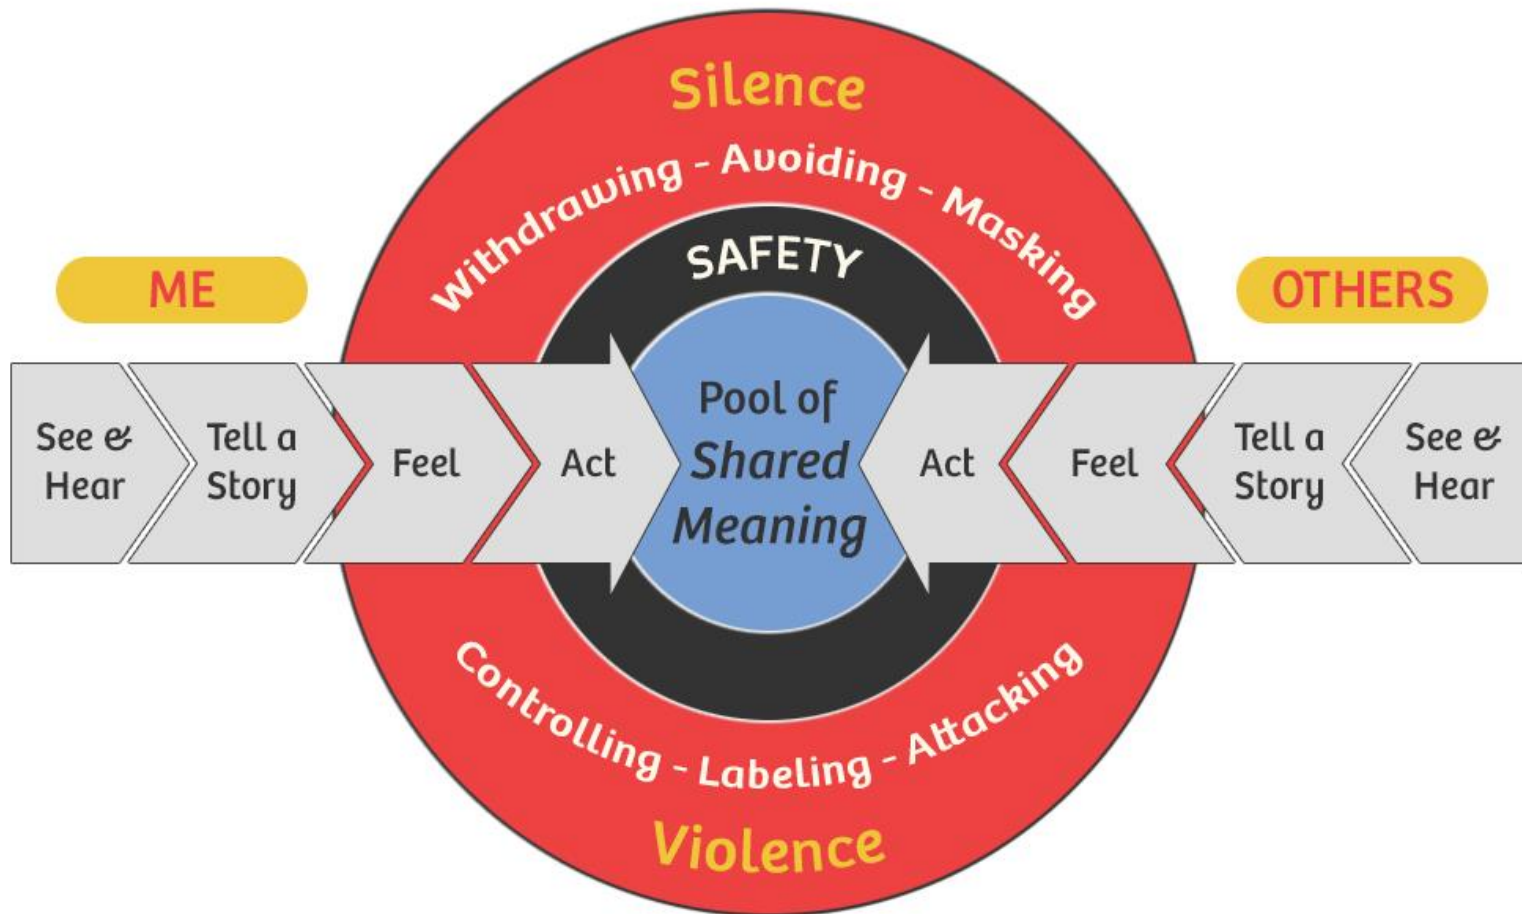 Silence
Withdrawing - Avoiding - Masking
SAFETY
ME
OTHERS
See &
Hear
Tell a
Story
Feel
Act
Pool of
Shared
Meaning
Act
Feel
Tell a
Story
See &
Hear
Controlling - Labeling - Attacking
Violence